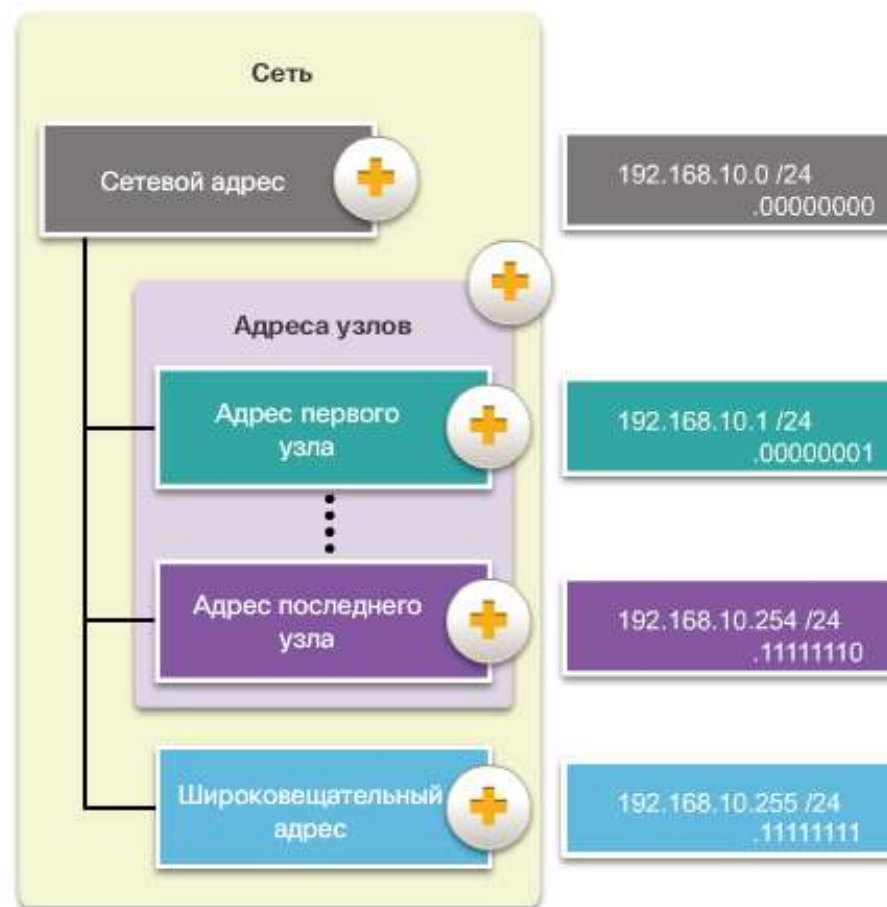 Сеть
Сетевой адрес
192.168.10.0 /24
.00000000
Адреса узлов
Адрес первого
узла
192.168.10.1 /24
.00000001
Адрес последнего
узла
192.168.10.254 /24
.11111110
Широковещательный
адрес
192.168.10.255 /24
.11111111